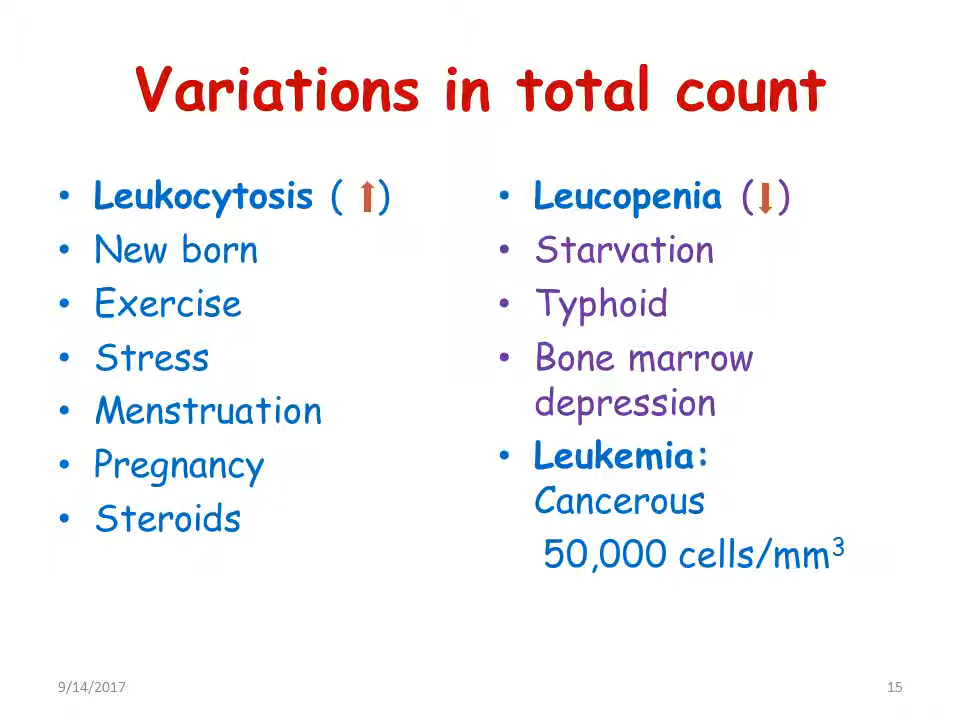 Variations in total count
• Leukocytosis ( ⬆)
• New born
• Exercise
• Stress
• Menstruation
• Pregnancy
• Steroids
• Leucopenia (⬇)
• Starvation
• Typhoid
• Bone marrow
depression
• Leukemia:
Cancerous
50,000 cells/mm³
9/14/2017
15